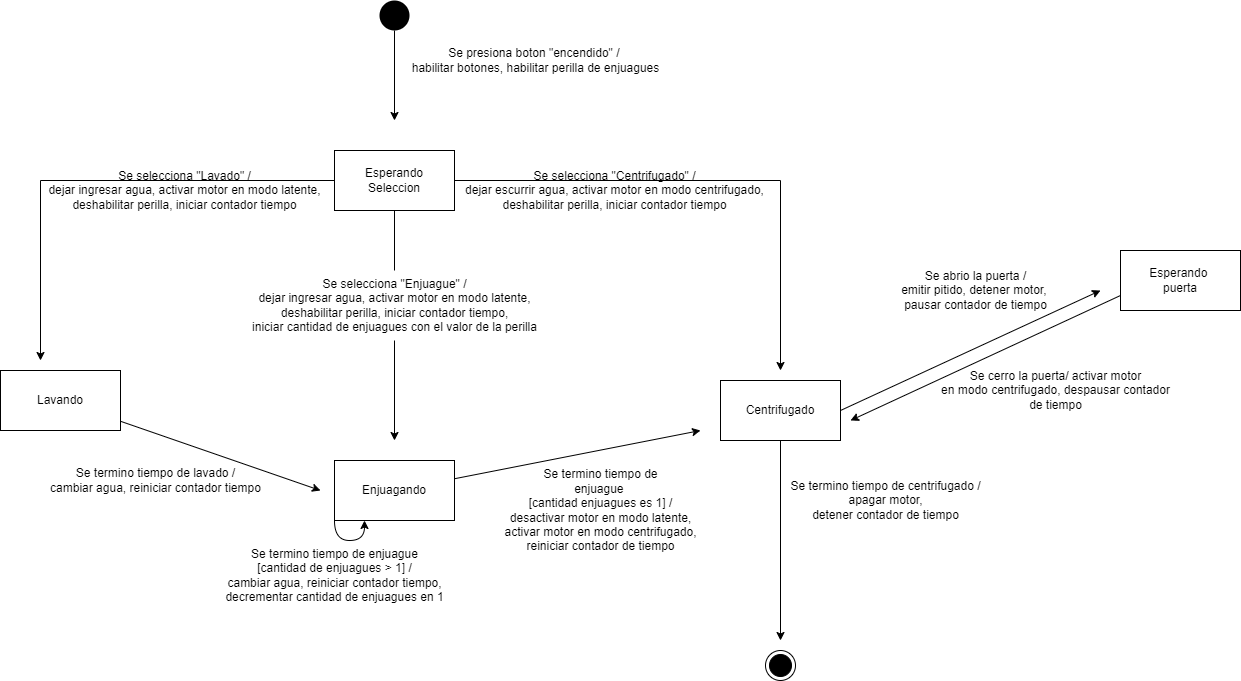 Se presiona boton "encendido" /
habilitar botones, habilitar perilla de enjuagues
Esperando
Seleccion
Se selecciona "Lavado" /
dejar ingresar agua, activar motor en modo latente,
deshabilitar perilla, iniciar contador tiempo
Se selecciona "Centrifugado" /
dejar escurrir agua, activar motor en modo centrifugado,
deshabilitar perilla, iniciar contador tiempo
Se selecciona "Enjuague" /
dejar ingresar agua, activar motor en modo latente,
deshabilitar perilla, iniciar contador tiempo,
iniciar cantidad de enjuagues con el valor de la perilla
Se abrio la puerta /
emitir pitido, detener motor,
pausar contador de tiempo
Esperando
puerta
Se cerro la puerta/ activar motor
en modo centrifugado, despausar contador
de tiempo
Lavando
Centrifugado
Se termino tiempo de lavado /
cambiar agua, reiniciar contador tiempo
Enjuagando
Se termino tiempo de
enjuague
[cantidad enjuagues es 1] /
desactivar motor en modo latente,
activar motor en modo centrifugado,
reiniciar contador de tiempo
Se termino tiempo de centrifugado /
apagar motor,
detener contador de tiempo
Se termino tiempo de enjuague
[cantidad de enjuagues > 1] /
cambiar agua, reiniciar contador tiempo,
decrementar cantidad de enjuagues en 1